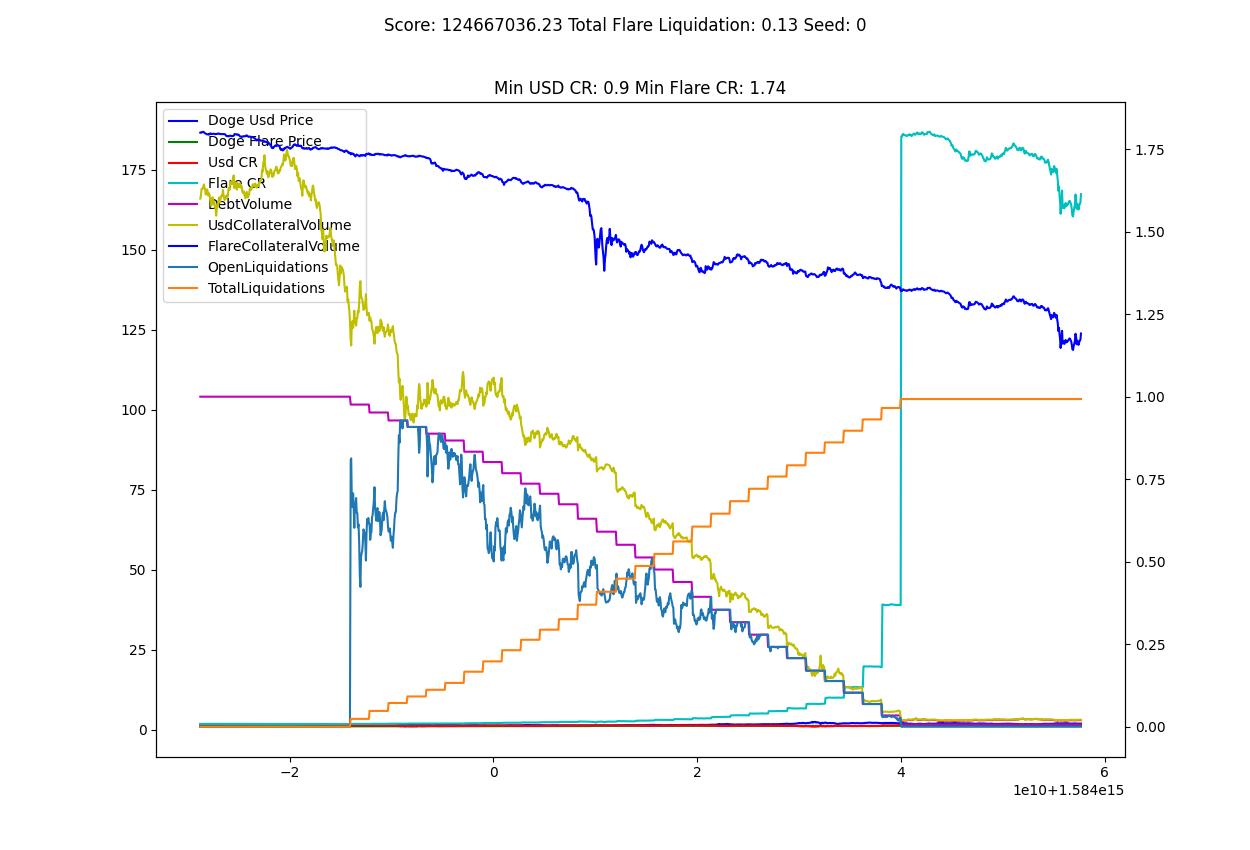 Score: 124667036.23 Total Flare Liquidation: 0.13 Seed: 0
Min USD CR: 0.9 Min Flare CR: 1.74
Doge Usd Price
Doge Flare Price
Usd CR
Flare CR
DebtVolume
UsdCollateralVolume
FlareCollateralVolume
OpenLiquidations
TotalLiquidations
175
150
125
100
75
50
25
0
1.75
1.50
1.25
1.00
0.75
0.50
0.25
0.00
−2
0
2
4
6
1e10+1.584e15